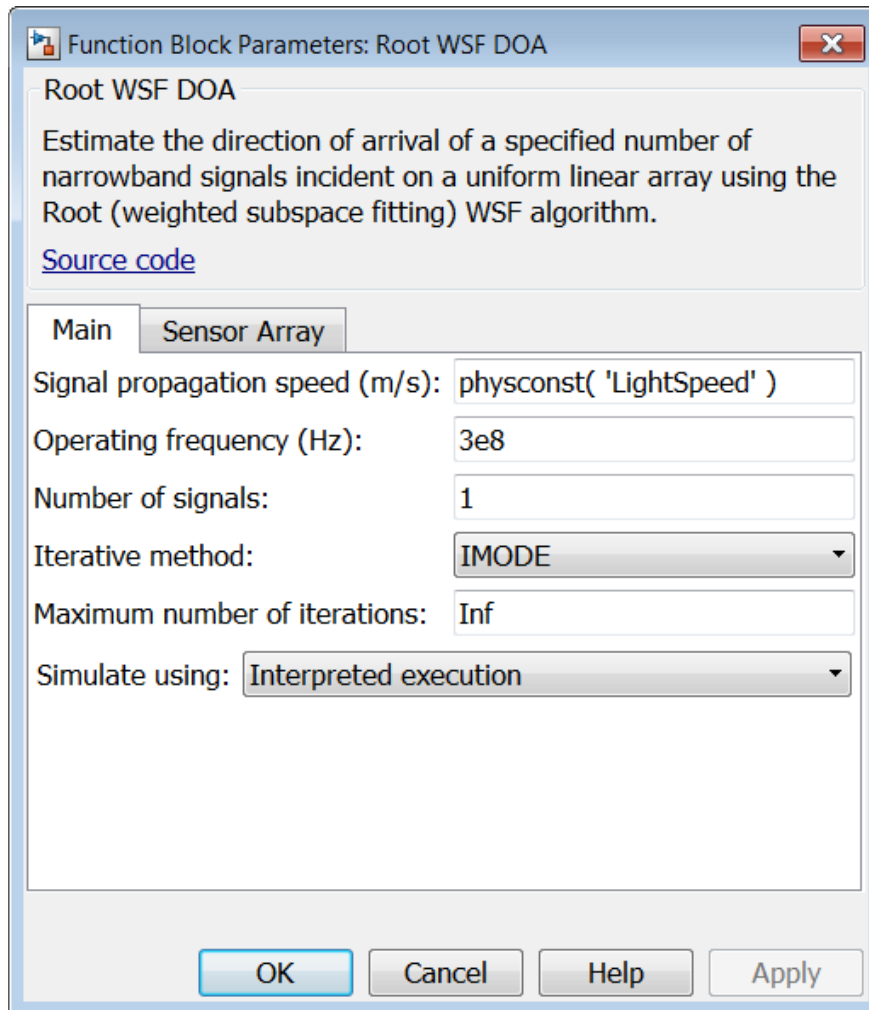 Function Block Parameters: Root WSF DOA
Root WSF DOA
Estimate the direction of arrival of a specified number of
narrowband signals incident on a uniform linear array using the
Root (weighted subspace fitting) WSF algorithm.
Source code
Main Sensor Array
Signal propagation speed (m/s): physconst( 'LightSpeed' )
Operating frequency (Hz): 3e8
Number of signals: 1
Iterative method: IMODE
Maximum number of iterations: Inf
Simulate using: Interpreted execution
OK Cancel Help Apply